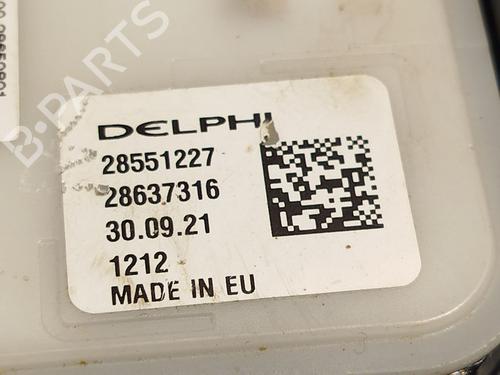 DELPHI
28551227
28637316
30.09.21
1212
MADE IN EU
B-PARTS